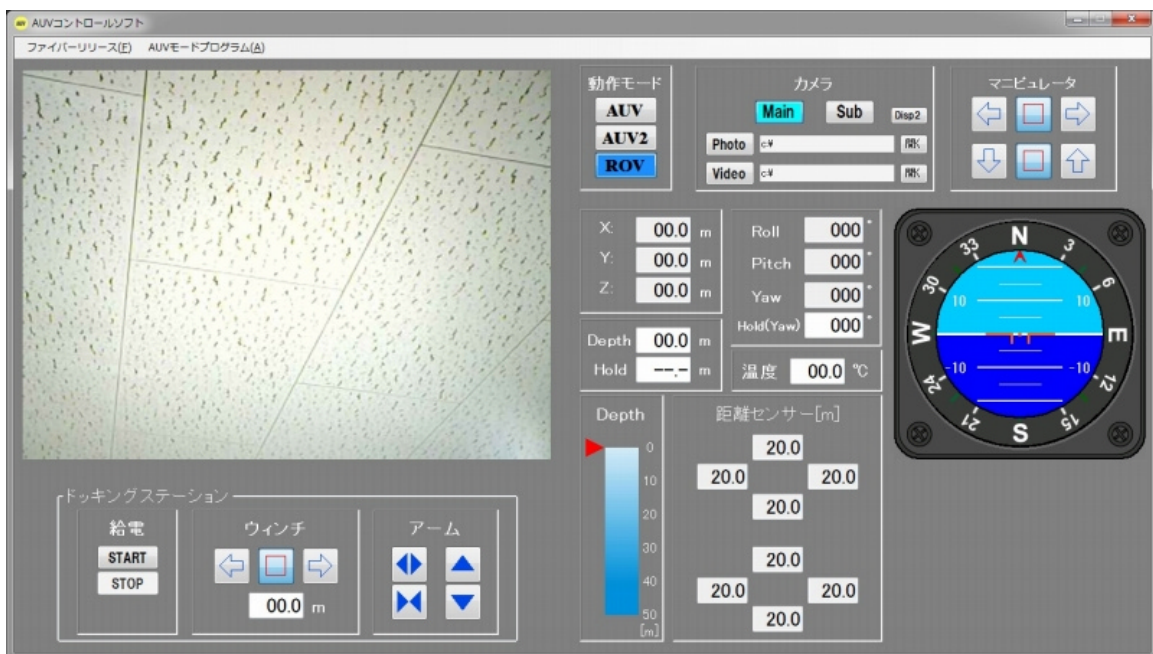 AUV AUVコントロールソフト
ファイバーリリース(F) AUVモードプログラム(A)
動作モード
AUV
AUV2
ROV
カメラ
Main Sub Disp2
Photo c:¥ 開く
Video c:¥ 開く
マニピュレータ
X: 00.0 m
Y: 00.0 m
Z: 00.0 m
Roll 000 °
Pitch 000 °
Yaw 000 °
Hold(Yaw) 000 °
Depth 00.0 m
Hold --.- m
温度 00.0 ℃
N 3 6 E 12 15 S 21 24 W 30 33
10 10
-10 -10
Depth
0
10
20
30
40
50
[m]
距離センサー[m]
20.0
20.0 20.0
20.0
20.0
20.0 20.0
20.0
ドッキングステーション
給電
START
STOP
ウィンチ
00.0 m
アーム